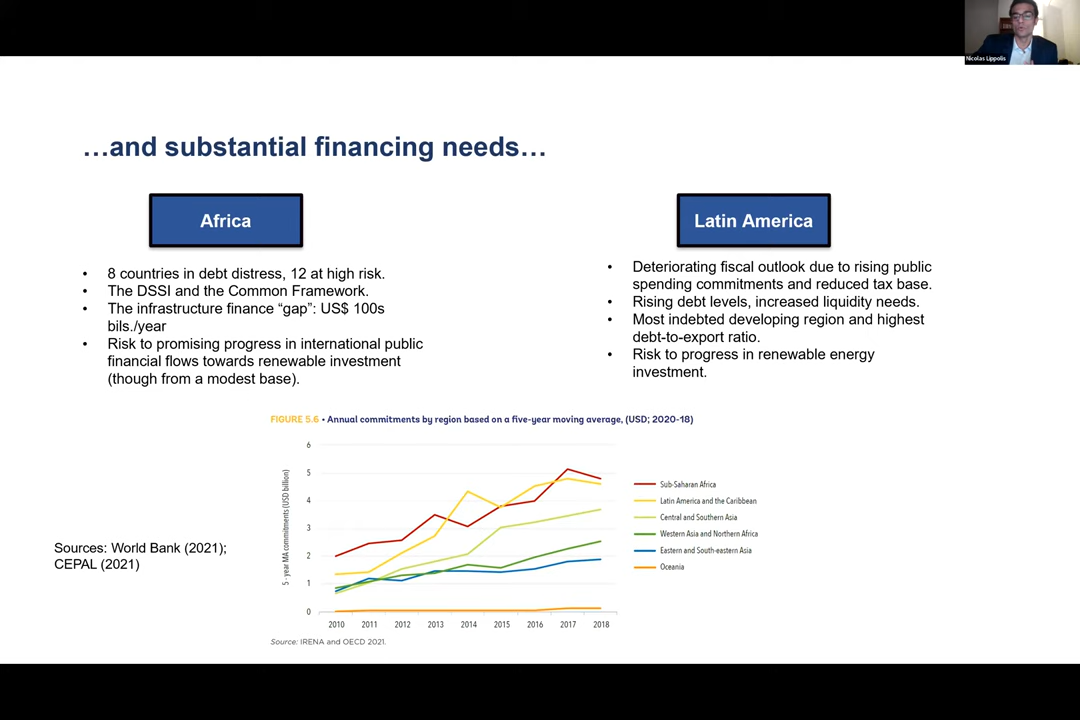 Nicolas Lippolis
…and substantial financing needs…
Africa
• 8 countries in debt distress, 12 at high risk.
• The DSSI and the Common Framework.
• The infrastructure finance “gap”: US$ 100s
bils./year
• Risk to promising progress in international public
financial flows towards renewable investment
(though from a modest base).
Latin America
• Deteriorating fiscal outlook due to rising public
spending commitments and reduced tax base.
• Rising debt levels, increased liquidity needs.
• Most indebted developing region and highest
debt-to-export ratio.
• Risk to progress in renewable energy
investment.
FIGURE 5.6 • Annual commitments by region based on a five-year moving average, (USD; 2020-18)
5 - year MA commitments (USD billion)
6
5
4
3
2
1
0
2010 2011 2012 2013 2014 2015 2016 2017 2018
Sub-Saharan Africa
Latin America and the Caribbean
Central and Southern Asia
Western Asia and Northern Africa
Eastern and South-eastern Asia
Oceania
Source: IRENA and OECD 2021.
Sources: World Bank (2021);
CEPAL (2021)